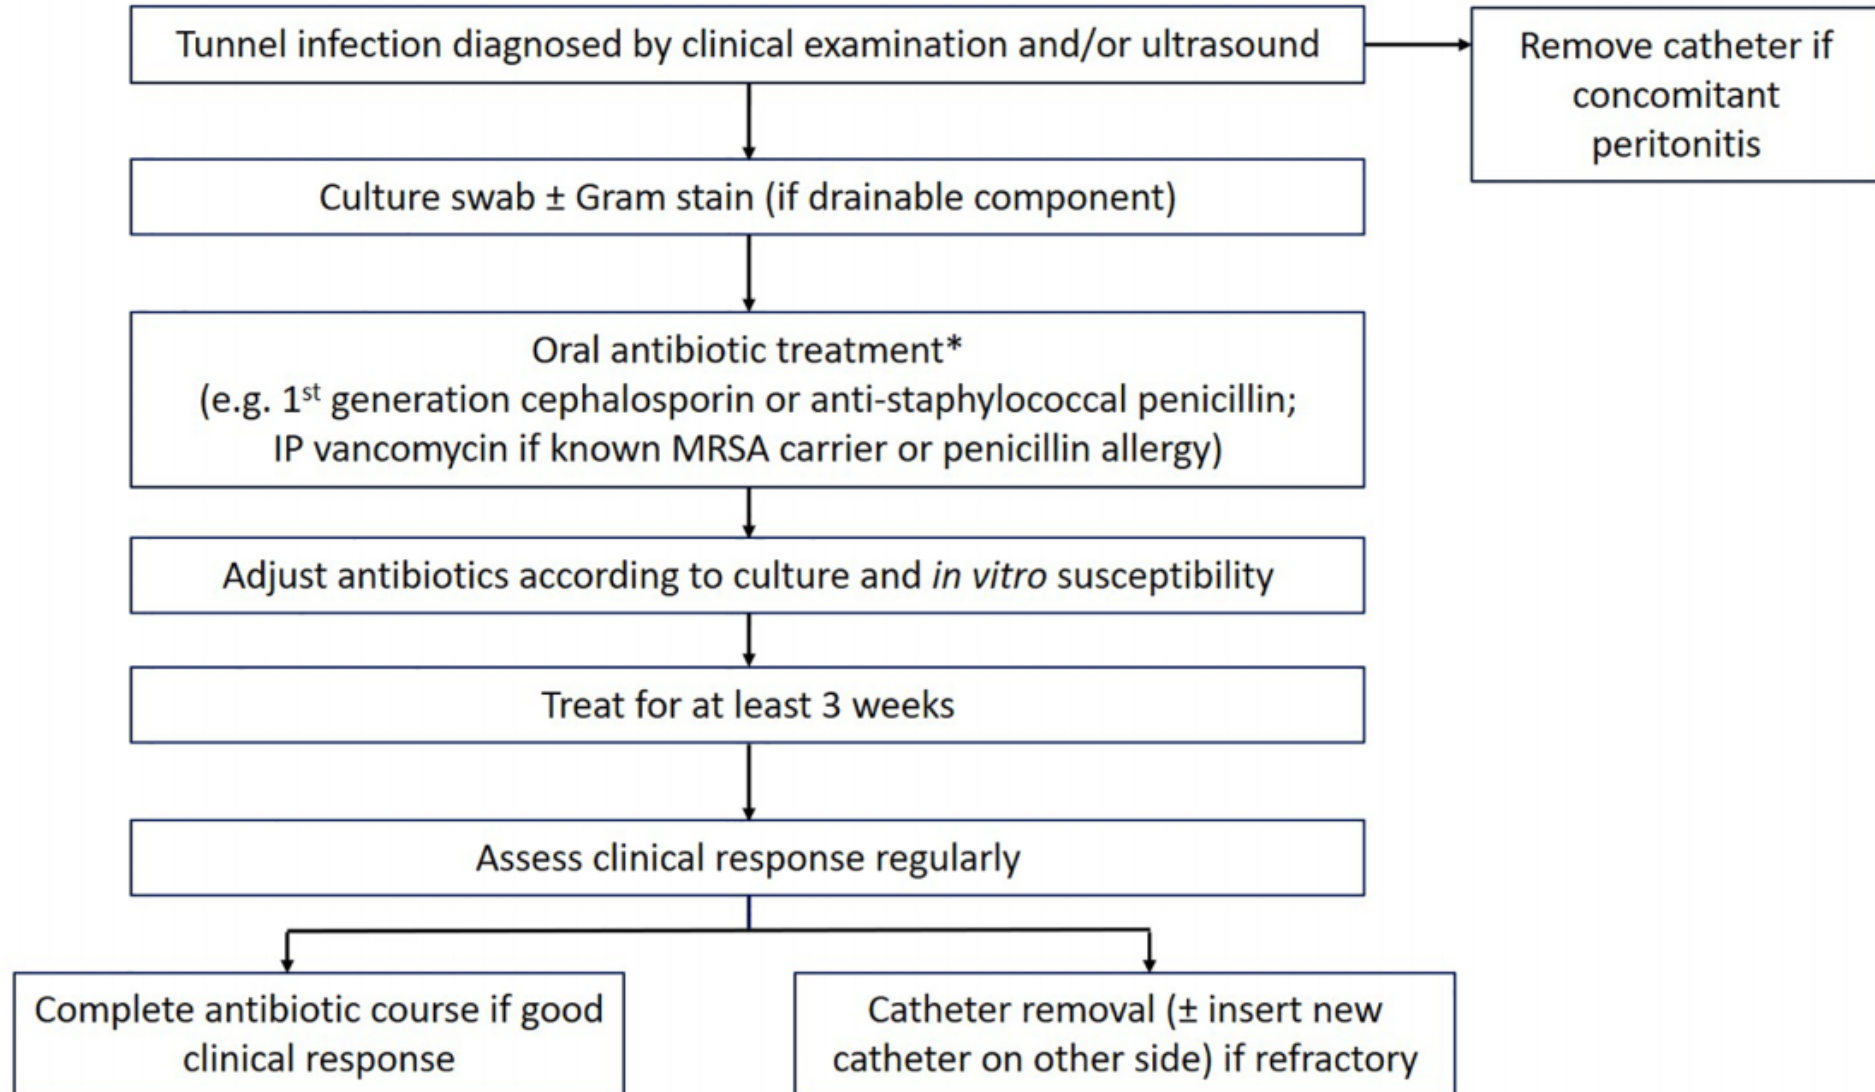 Tunnel infection diagnosed by clinical examination and/or ultrasound
Remove catheter if
concomitant
peritonitis
Culture swab ± Gram stain (if drainable component)
Oral antibiotic treatment*
(e.g. 1st generation cephalosporin or anti-staphylococcal penicillin;
IP vancomycin if known MRSA carrier or penicillin allergy)
Adjust antibiotics according to culture and in vitro susceptibility
Treat for at least 3 weeks
Assess clinical response regularly
Complete antibiotic course if good
clinical response
Catheter removal (± insert new
catheter on other side) if refractory